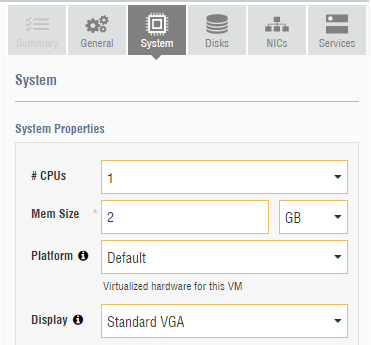 Summary General System Disks NICs Services
System
System Properties
# CPUs 1
Mem Size * 2 GB
Platform Default
Virtualized hardware for this VM
Display Standard VGA